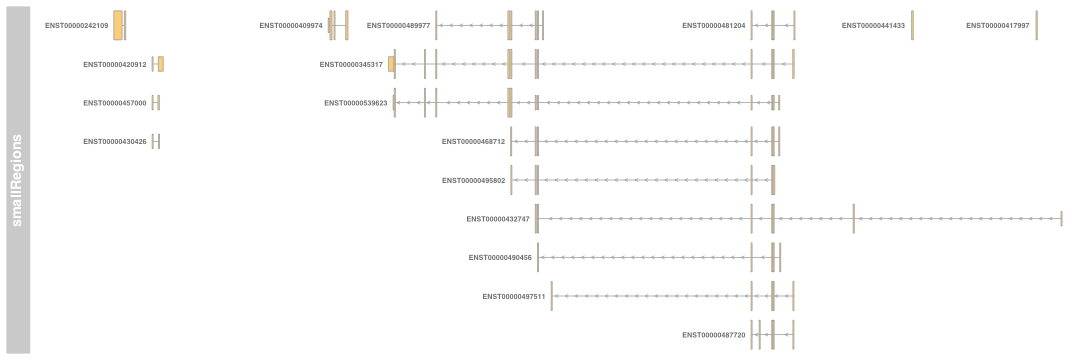 smallRegions
ENST00000242109
ENST00000409974
ENST00000489977
ENST00000481204
ENST00000441433
ENST00000417997
ENST00000420912
ENST00000345317
ENST00000457000
ENST00000539623
ENST00000430426
ENST00000468712
ENST00000495802
ENST00000432747
ENST00000490456
ENST00000497511
ENST00000487720